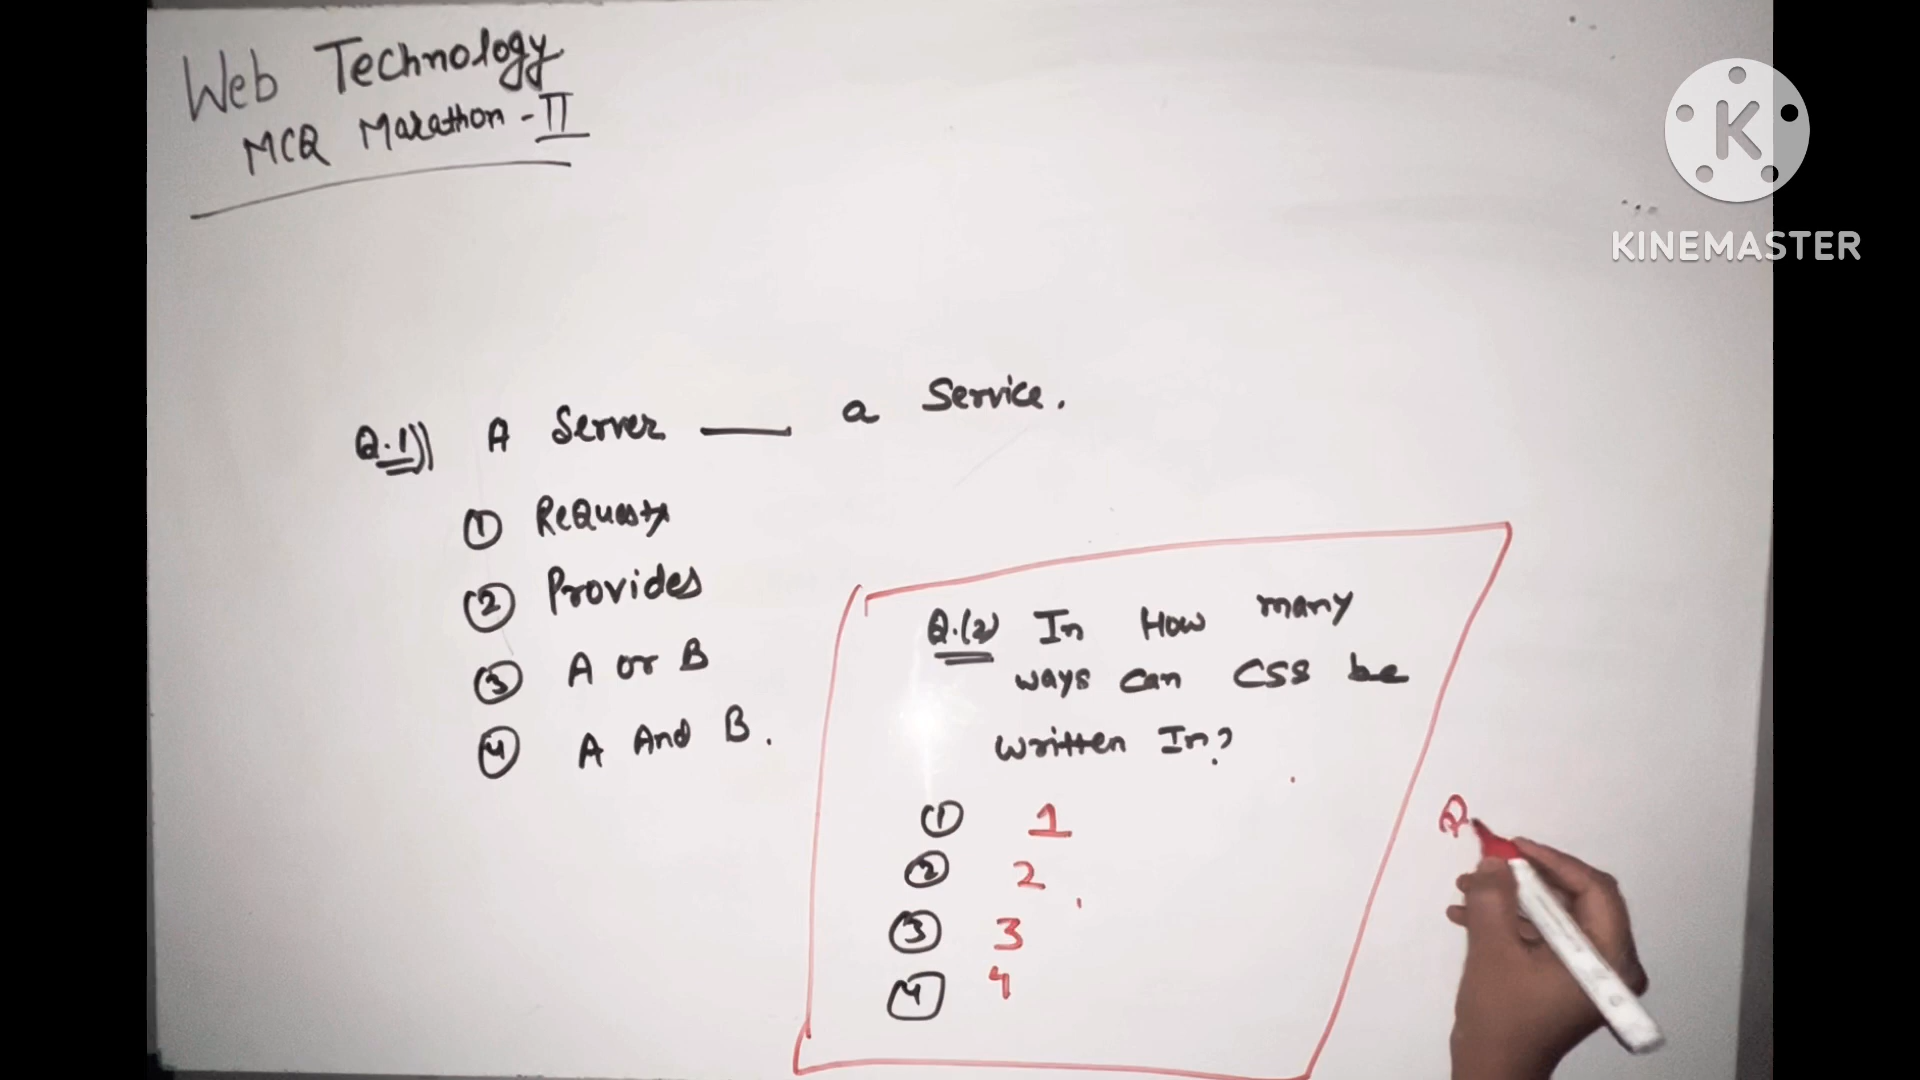 Web Technology
MCQ Marathon - II
KINEMASTER
Q.1)) A Server ___ a Service.
① Requests
② Provides
③ A or B
④ A And B.
Q.(2) In How many
ways can CSS be
written In?
① 1
② 2
③ 3
④ 4
Q